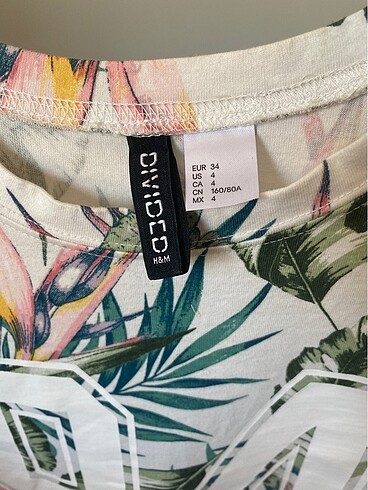 DIVIDED
H&M
EUR 34
US 4
CA 4
CN 160/80A
MX 4